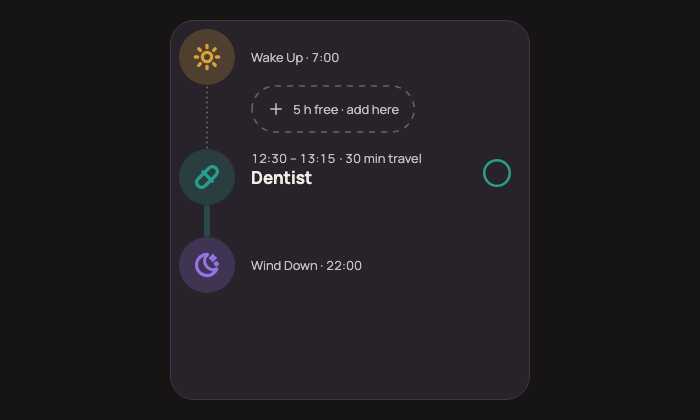 Wake Up · 7:00
5 h free · add here
12:30 – 13:15 · 30 min travel
Dentist
Wind Down · 22:00